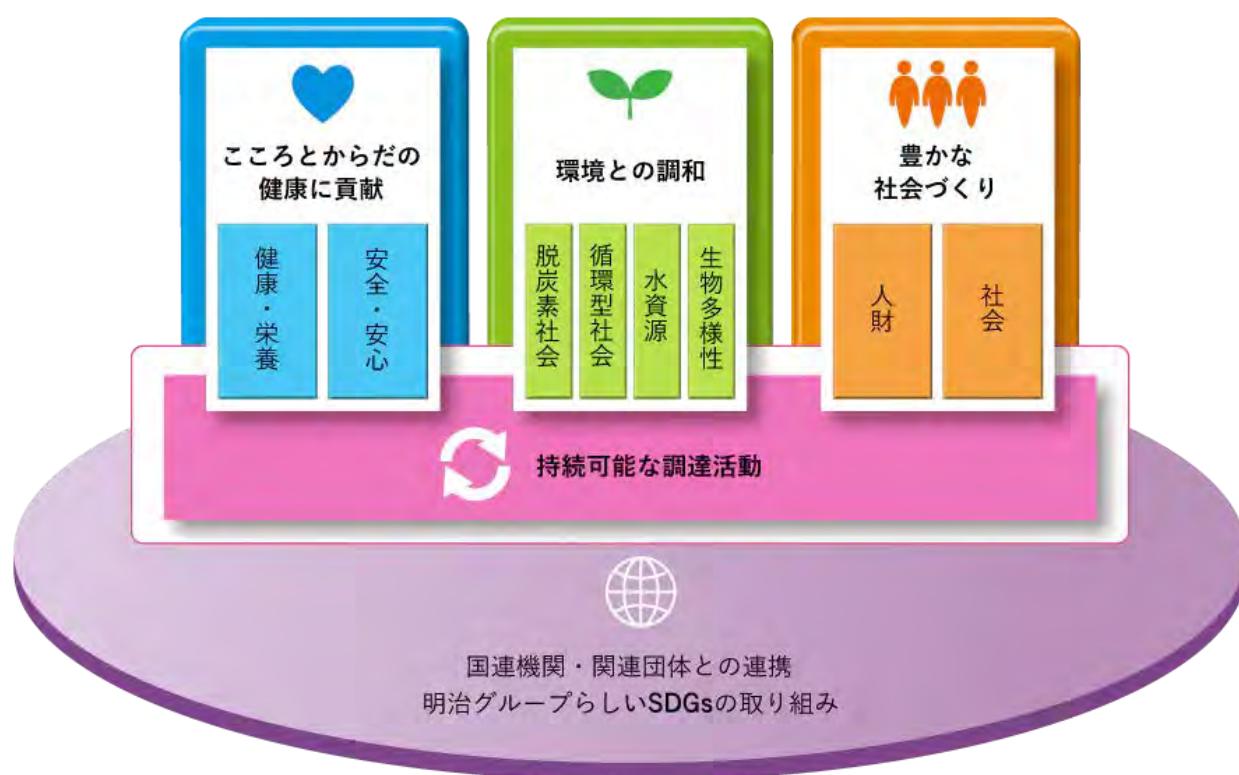 こころとからだの
健康に貢献
健康・栄養
安全・安心
環境との調和
脱炭素社会
循環型社会
水資源
生物多様性
豊かな
社会づくり
人財
社会
持続可能な調達活動
国連機関・関連団体との連携
明治グループらしいSDGsの取り組み